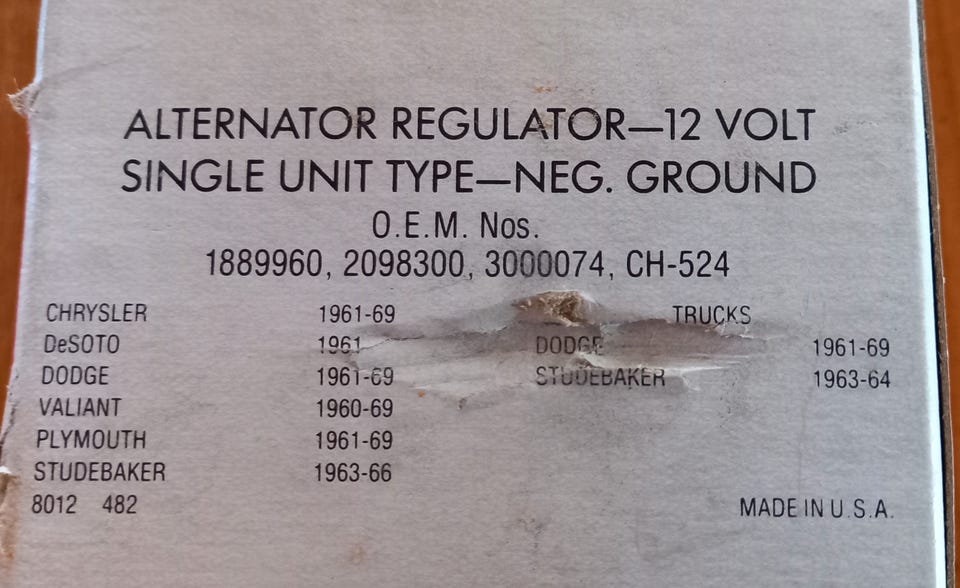 ALTERNATOR REGULATOR—12 VOLT
SINGLE UNIT TYPE—NEG. GROUND
O.E.M. Nos.
1889960, 2098300, 3000074, CH-524
CHRYSLER 1961-69 TRUCKS
DeSOTO 1961 DODGE 1961-69
DODGE 1961-69 STUDEBAKER 1963-64
VALIANT 1960-69
PLYMOUTH 1961-69
STUDEBAKER 1963-66
8012 482 MADE IN U.S.A.